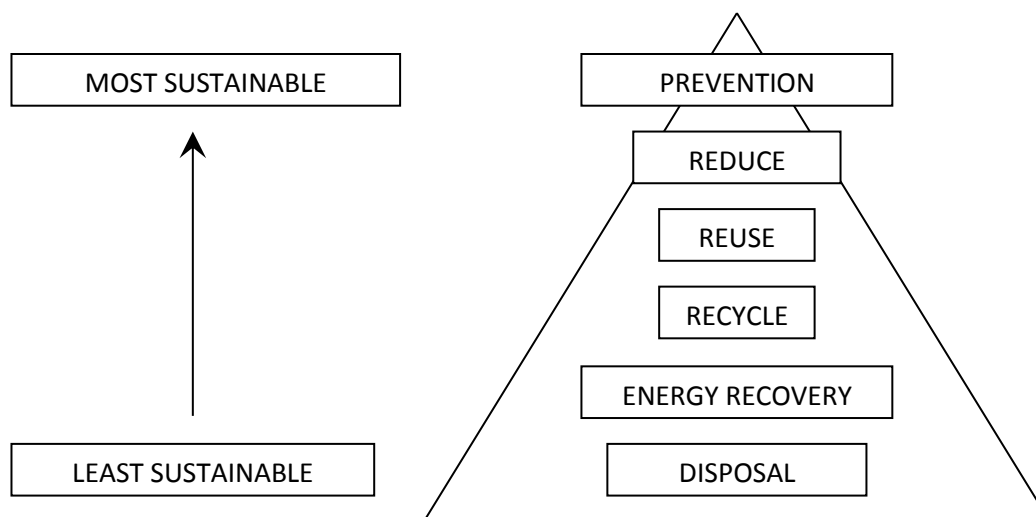 MOST SUSTAINABLE
PREVENTION
REDUCE
REUSE
RECYCLE
ENERGY RECOVERY
LEAST SUSTAINABLE
DISPOSAL